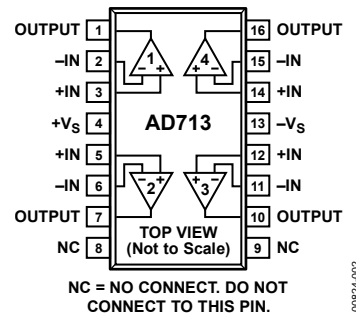 OUTPUT 1 16 OUTPUT
–IN 2 1 4 15 –IN
– + – +
+IN 3 14 +IN
+VS 4 AD713 13 –VS
+IN 5 12 +IN
– + + –
–IN 6 2 3 11 –IN
OUTPUT 7 TOP VIEW 10 OUTPUT
NC 8 (Not to Scale) 9 NC
NC = NO CONNECT. DO NOT
CONNECT TO THIS PIN.
00824-002